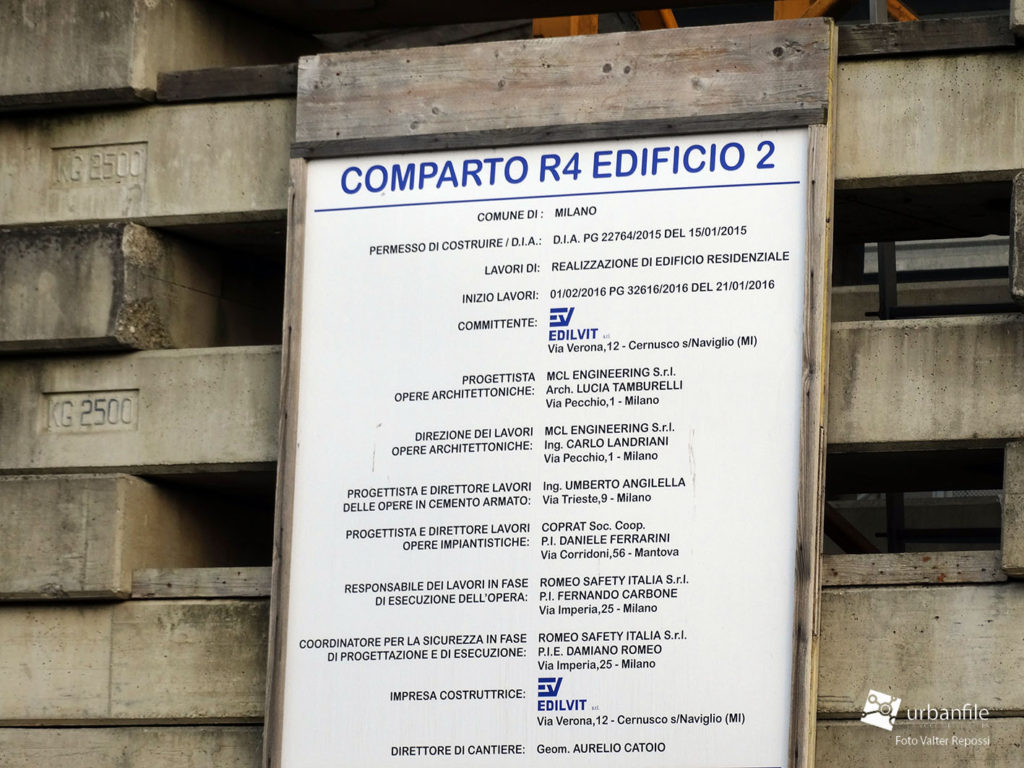 KG 2500
KG 2500
COMPARTO R4 EDIFICIO 2
COMUNE DI : MILANO
PERMESSO DI COSTRUIRE / D.I.A.: D.I.A. PG 22764/2015 DEL 15/01/2015
LAVORI DI: REALIZZAZIONE DI EDIFICIO RESIDENZIALE
INIZIO LAVORI: 01/02/2016 PG 32616/2016 DEL 21/01/2016
COMMITTENTE: EV
EDILVIT s.r.l.
Via Verona,12 - Cernusco s/Naviglio (MI)
PROGETTISTA MCL ENGINEERING S.r.l.
OPERE ARCHITETTONICHE: Arch. LUCIA TAMBURELLI
Via Pecchio,1 - Milano
DIREZIONE DEI LAVORI MCL ENGINEERING S.r.l.
OPERE ARCHITETTONICHE: Ing. CARLO LANDRIANI
Via Pecchio,1 - Milano
PROGETTISTA E DIRETTORE LAVORI Ing. UMBERTO ANGILELLA
DELLE OPERE IN CEMENTO ARMATO: Via Trieste,9 - Milano
PROGETTISTA E DIRETTORE LAVORI COPRAT Soc. Coop.
OPERE IMPIANTISTICHE: P.I. DANIELE FERRARINI
Via Corridoni,56 - Mantova
RESPONSABILE DEI LAVORI IN FASE ROMEO SAFETY ITALIA S.r.l.
DI ESECUZIONE DELL'OPERA: P.I. FERNANDO CARBONE
Via Imperia,25 - Milano
COORDINATORE PER LA SICUREZZA IN FASE ROMEO SAFETY ITALIA S.r.l.
DI PROGETTAZIONE E DI ESECUZIONE: P.I.E. DAMIANO ROMEO
Via Imperia,25 - Milano
IMPRESA COSTRUTTRICE: EV
EDILVIT s.r.l.
Via Verona,12 - Cernusco s/Naviglio (MI)
DIRETTORE DI CANTIERE: Geom. AURELIO CATOIO
urbanfile
Foto Valter Repossi